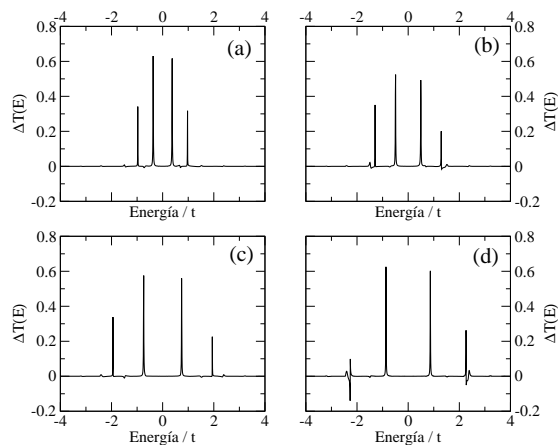 -4 -2 0 2 4 -4 -2 0 2 4
(a) (b)
0.8 0.8
0.6 0.6
ΔT(E) 0.4 0.4 ΔT(E)
0.2 0.2
0 0
-0.2 -0.2
Energía / t Energía / t
(c) (d)
0.8 0.8
0.6 0.6
ΔT(E) 0.4 0.4 ΔT(E)
0.2 0.2
0 0
-0.2 -0.2
-4 -2 0 2 4 -4 -2 0 2 4
Energía / t Energía / t